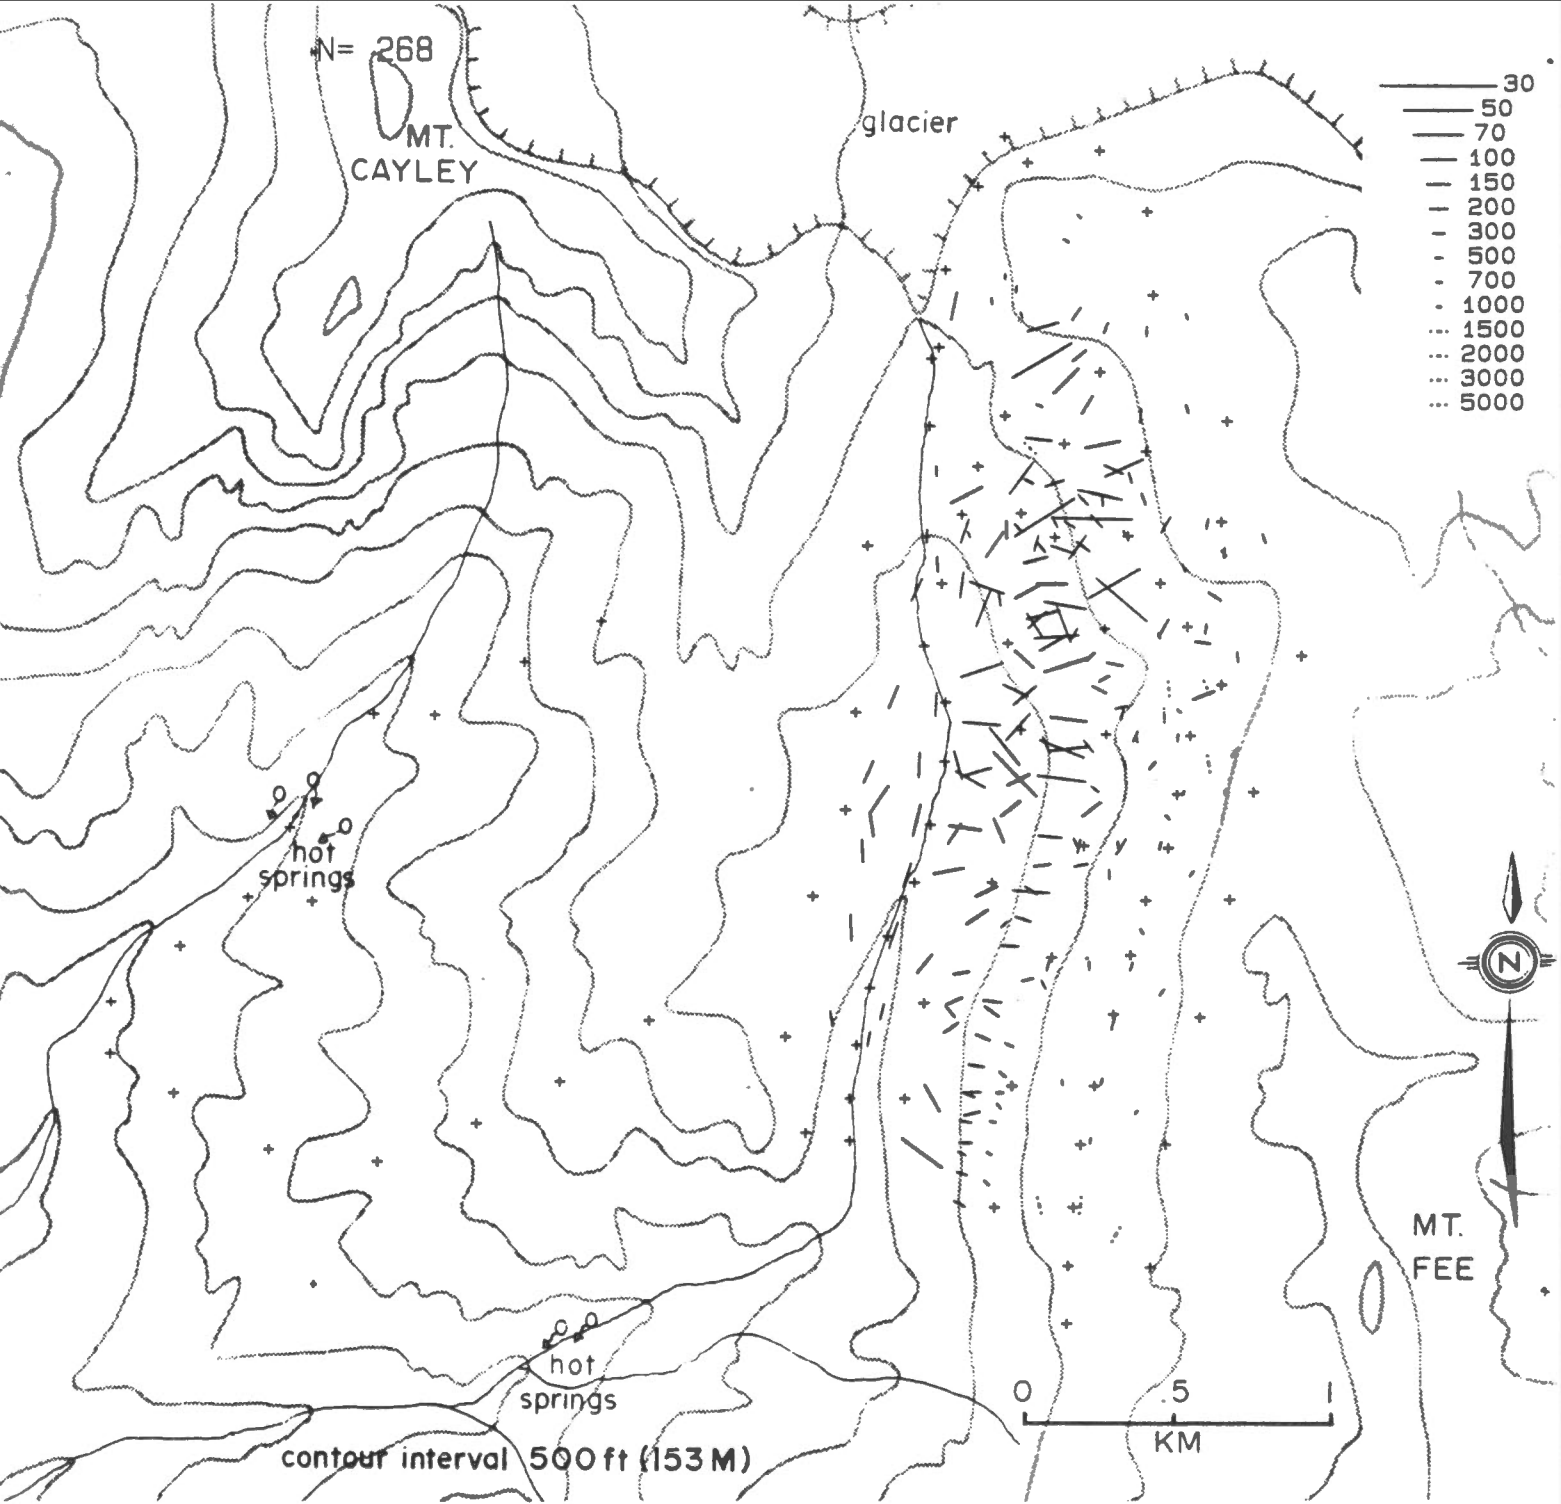 N= 268
MT.
CAYLEY
glacier
30
50
70
100
150
200
300
500
700
1000
1500
2000
3000
5000
hot
springs
N
MT.
FEE
hot
springs
0 .5 1
KM
contour interval 500 ft (153 M)